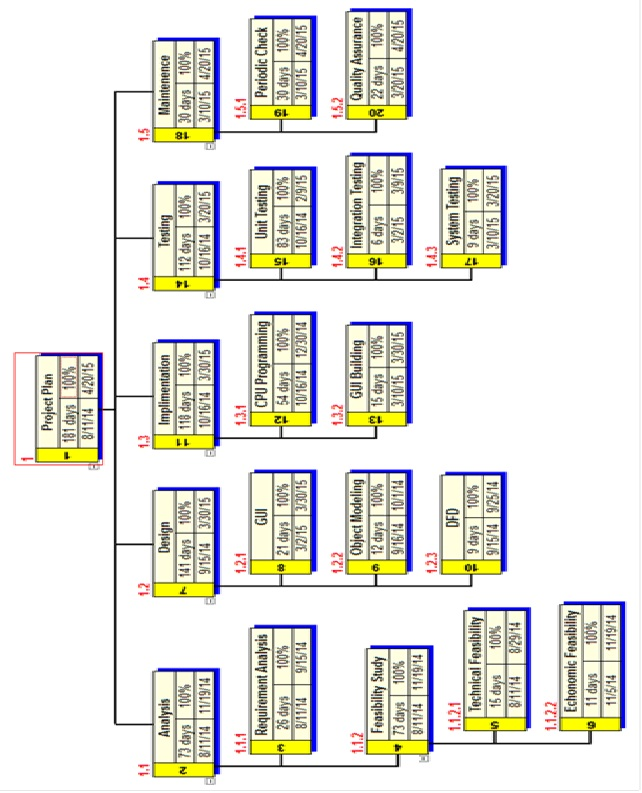 1
Project Plan
1 181 days 100%
8/11/14 4/20/15
1.1
Analysis
2 73 days 100%
8/11/14 11/19/14
1.1.1
Requirement Analysis
3 26 days 100%
8/11/14 9/15/14
1.1.2
Feasibility Study
4 73 days 100%
8/11/14 11/19/14
1.1.2.1
Technical Feasibility
5 15 days 100%
8/11/14 8/29/14
1.1.2.2
Echonomic Feasibility
6 11 days 100%
11/5/14 11/19/14
1.2
Design
7 141 days 100%
9/15/14 3/30/15
1.2.1
GUI
8 21 days 100%
3/2/15 3/30/15
1.2.2
Object Modeling
9 12 days 100%
9/16/14 10/1/14
1.2.3
DFD
10 9 days 100%
9/15/14 9/25/14
1.3
Implimentation
11 118 days 100%
10/16/14 3/30/15
1.3.1
CPU Programming
12 54 days 100%
10/16/14 12/30/14
1.3.2
GUI Building
13 15 days 100%
3/10/15 3/30/15
1.4
Testing
14 112 days 100%
10/16/14 3/20/15
1.4.1
Unit Testing
15 83 days 100%
10/16/14 2/9/15
1.4.2
Integration Testing
16 6 days 100%
3/2/15 3/9/15
1.4.3
System Testing
17 9 days 100%
3/10/15 3/20/15
1.5
Maintenence
18 30 days 100%
3/10/15 4/20/15
1.5.1
Periodic Check
19 30 days 100%
3/10/15 4/20/15
1.5.2
Quality Assurance
20 22 days 100%
3/20/15 4/20/15